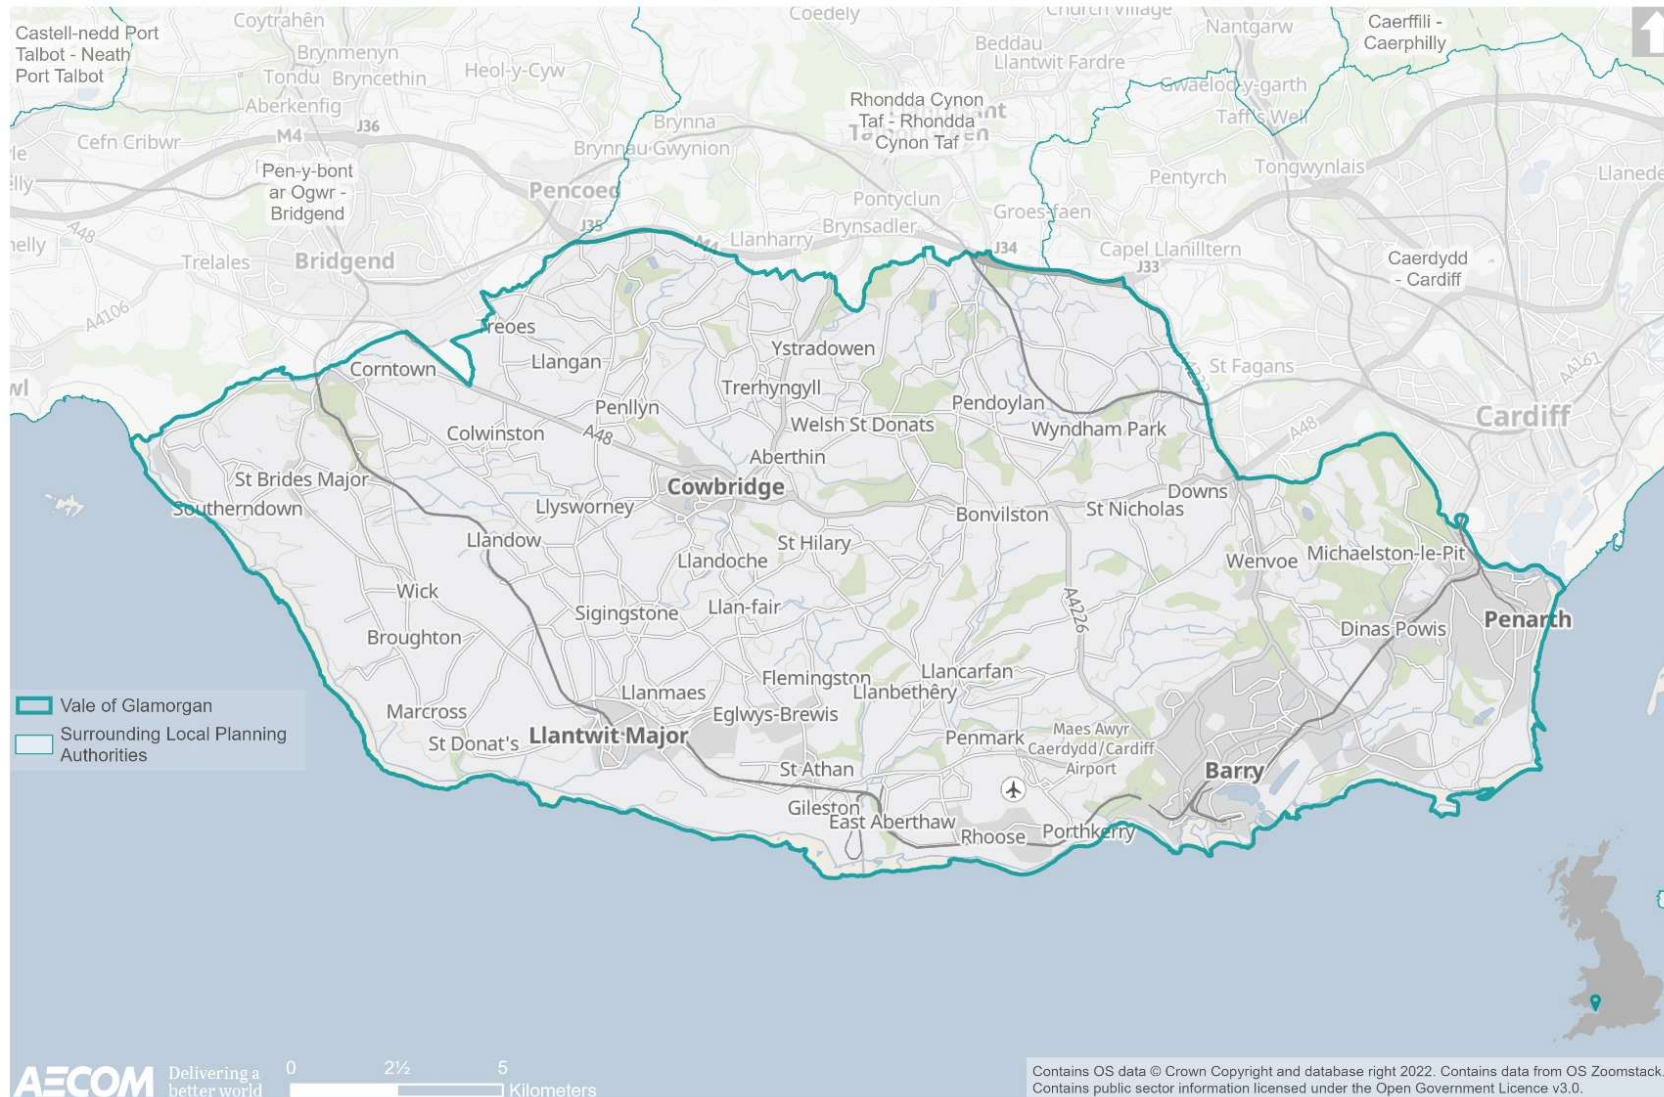 Castell-nedd Port
Talbot - Neath
Port Talbot
Coytrahên
Brynmenyn
Tondu
Bryncethin
Heol-y-Cyw
Aberkenfig
M4
J36
Cefn Cribwr
Pen-y-bont
ar Ogwr -
Bridgend
Pencoed
J35
A48
Trelales
Bridgend
A4106
Coedely
Church Village
Beddau
Llantwit Fardre
Nantgarw
Caerffili -
Caerphilly
Rhondda Cynon
Taf - Rhondda
Cynon Taf
Brynna
Brynnau Gwynion
Gwaelod-y-garth
Taff's Well
Tongwynlais
Pentyrch
Pontyclun
Groes-faen
Llanharry
Brynsadler
J34
Capel Llanilltern
J33
Caerdydd
- Cardiff
A4161
St Fagans
Cardiff
A48
Treoes
Corntown
Llangan
Ystradowen
Trerhyngyll
Penllyn
Pendoylan
Welsh St Donats
Wyndham Park
Colwinston
A48
Aberthin
St Brides Major
Cowbridge
Downs
Southerndown
Llysworney
Bonvilston
St Nicholas
Llandow
St Hilary
Michaelston-le-Pit
Llandoche
Wenvoe
Wick
Sigingstone
Llan-fair
A4226
Penarth
Broughton
Dinas Powis
Flemingston
Llancarfan
Llanmaes
Llanbethêry
Marcross
Eglwys-Brewis
St Donat's
Llantwit Major
Penmark
Maes Awyr
Caerdydd/Cardiff
Airport
St Athan
Barry
Gileston
East Aberthaw
Rhoose
Porthkerry
Vale of Glamorgan
Surrounding Local Planning
Authorities
AECOM
Delivering a
better world
0 2½ 5
Kilometers
Contains OS data © Crown Copyright and database right 2022. Contains data from OS Zoomstack.
Contains public sector information licensed under the Open Government Licence v3.0.